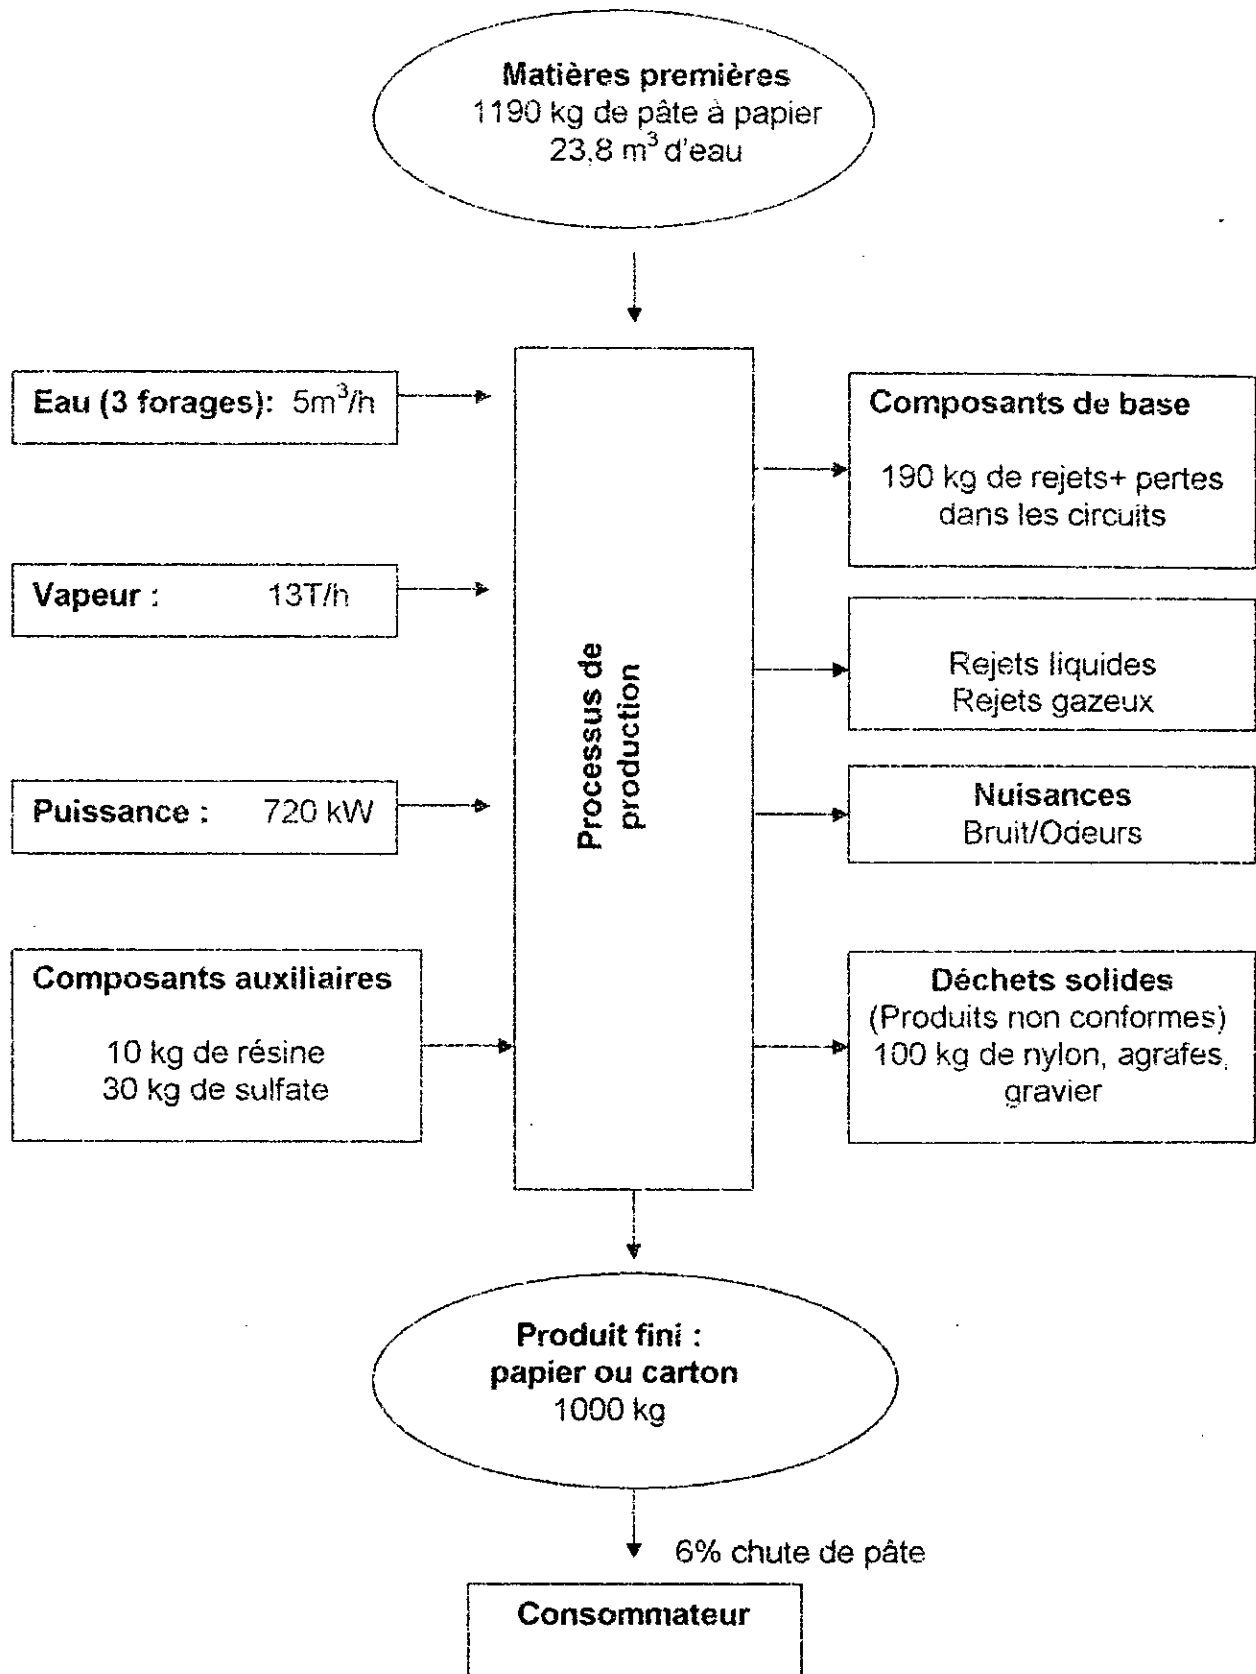 Matières premières
1190 kg de pâte à papier
23,8 m³ d'eau
Eau (3 forages): 5m³/h
Vapeur : 13T/h
Puissance : 720 kW
Composants auxiliaires
10 kg de résine
30 kg de sulfate
Processus de
production
Composants de base
190 kg de rejets+ pertes
dans les circuits
Rejets liquides
Rejets gazeux
Nuisances
Bruit/Odeurs
Déchets solides
(Produits non conformes)
100 kg de nylon, agrafes,
gravier
Produit fini :
papier ou carton
1000 kg
6% chute de pâte
Consommateur